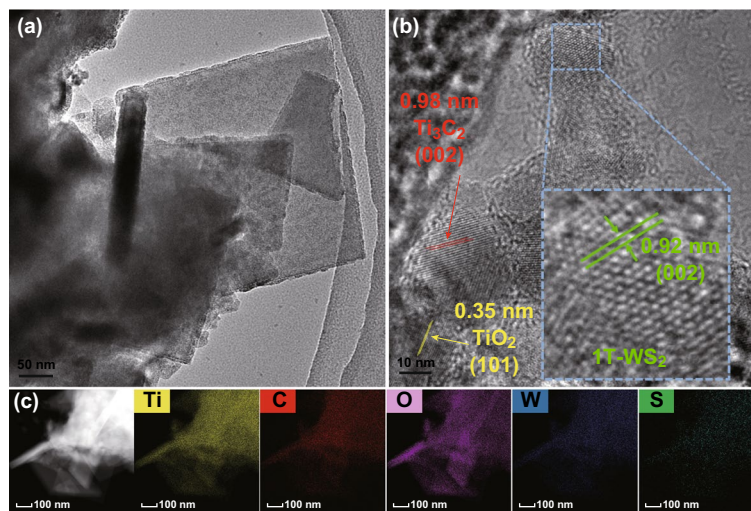 (a)
50 nm
(b)
0.98 nm
Ti₃C₂
(002)
0.92 nm
(002)
0.35 nm
TiO₂
(101)
1T-WS₂
10 nm
(c)
Ti
C
O
W
S
100 nm
100 nm
100 nm
100 nm
100 nm
100 nm